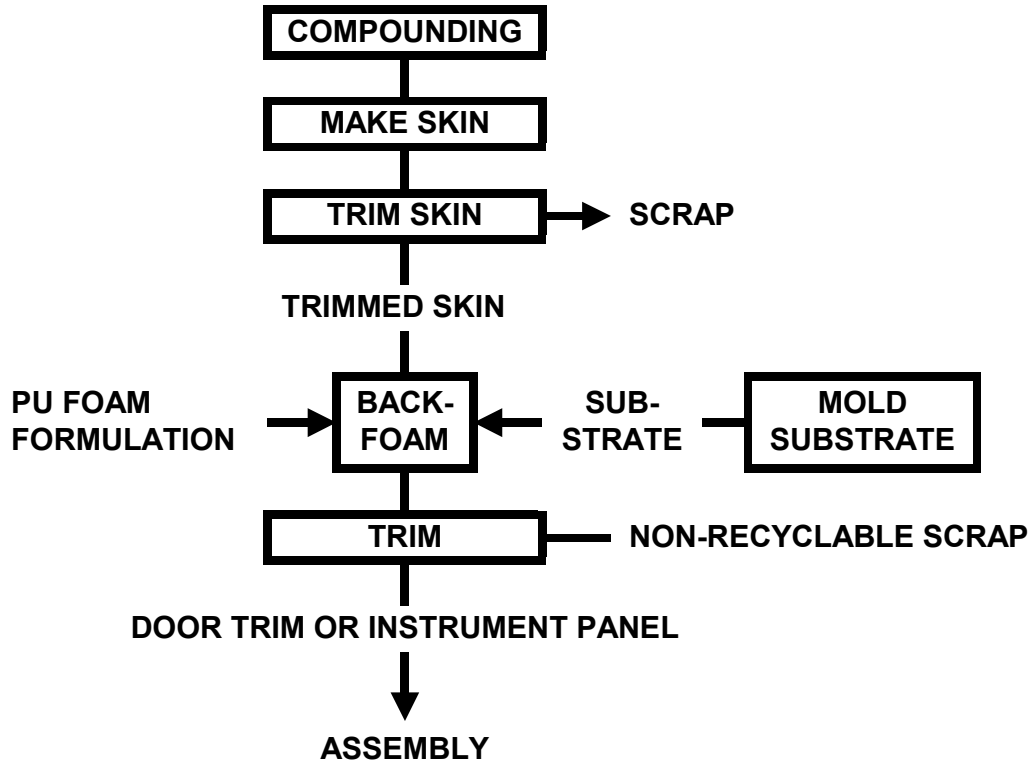 COMPOUNDING
MAKE SKIN
TRIM SKIN
SCRAP
TRIMMED SKIN
PU FOAM
FORMULATION
BACK-
FOAM
SUB-
STRATE
MOLD
SUBSTRATE
TRIM
NON-RECYCLABLE SCRAP
DOOR TRIM OR INSTRUMENT PANEL
ASSEMBLY